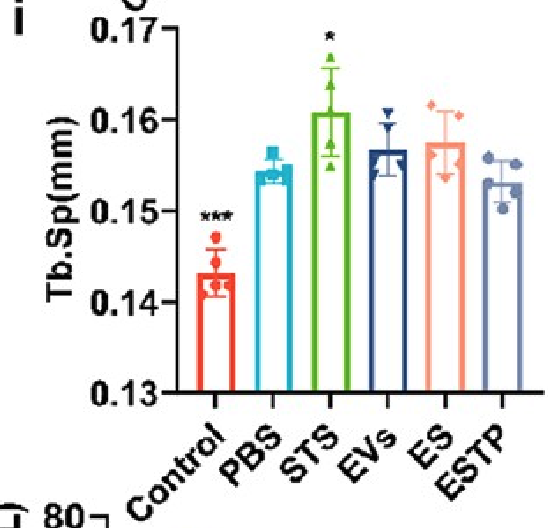 i
0.17
0.16
0.15
0.14
0.13
Tb.Sp(mm)
***
*
Control
PBS
STS
EVs
ES
ESTP
80